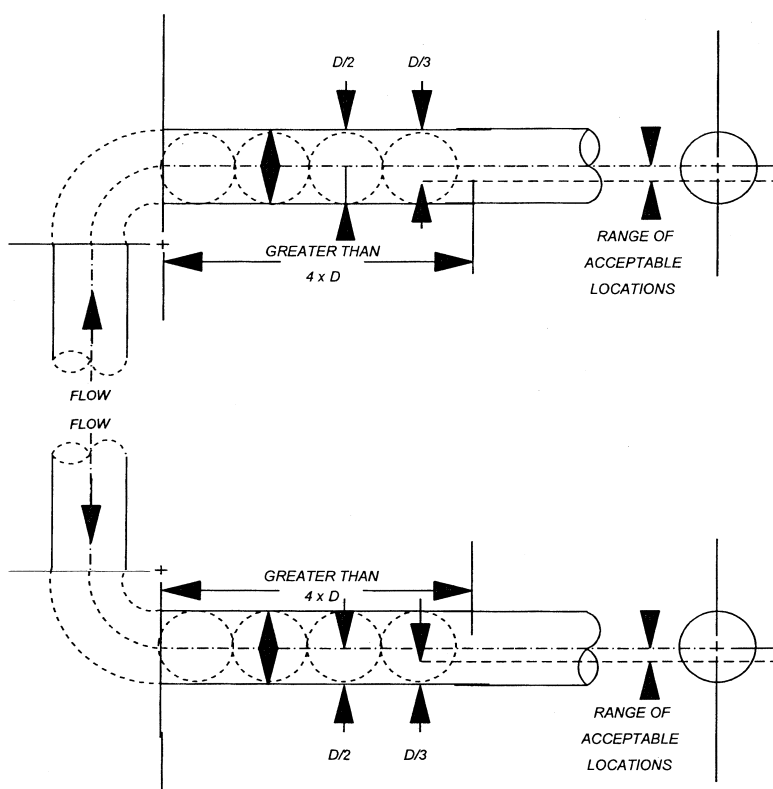 D/2 D/3
GREATER THAN
4 x D
RANGE OF
ACCEPTABLE
LOCATIONS
FLOW
FLOW
GREATER THAN
4 x D
RANGE OF
ACCEPTABLE
LOCATIONS
D/2 D/3